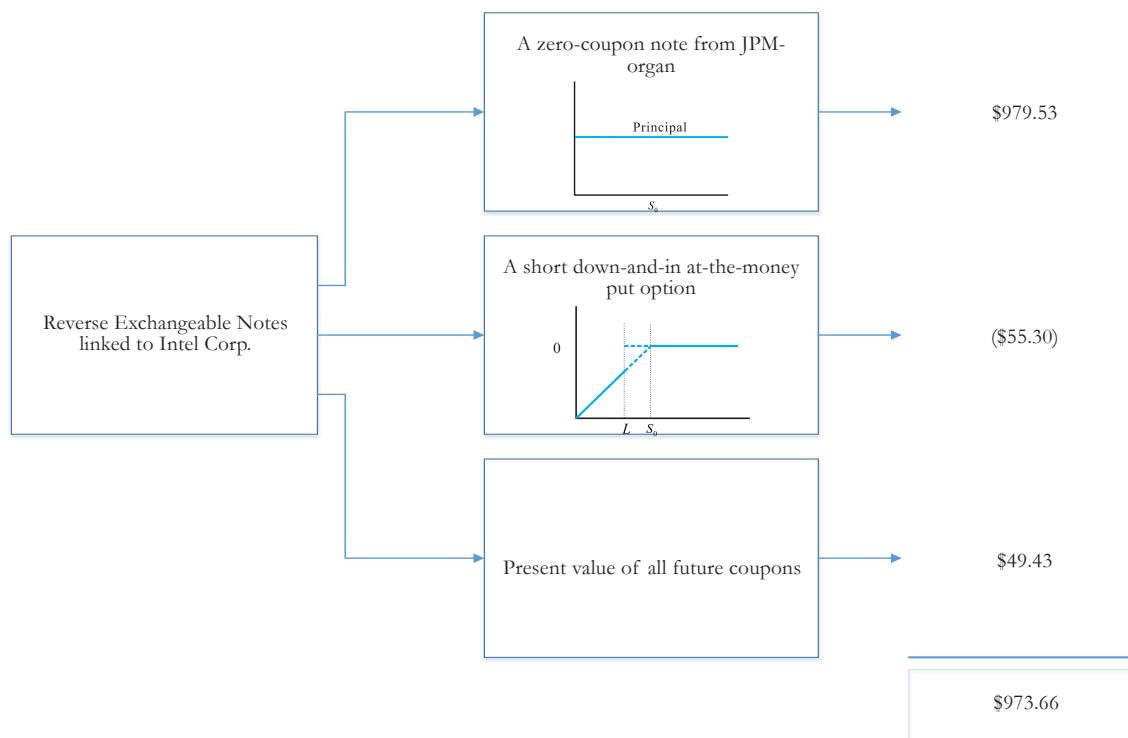 A zero-coupon note from JPM-
organ
Principal
S₀
$979.53
Reverse Exchangeable Notes
linked to Intel Corp.
A short down-and-in at-the-money
put option
0
L S₀
($55.30)
Present value of all future coupons
$49.43
$973.66